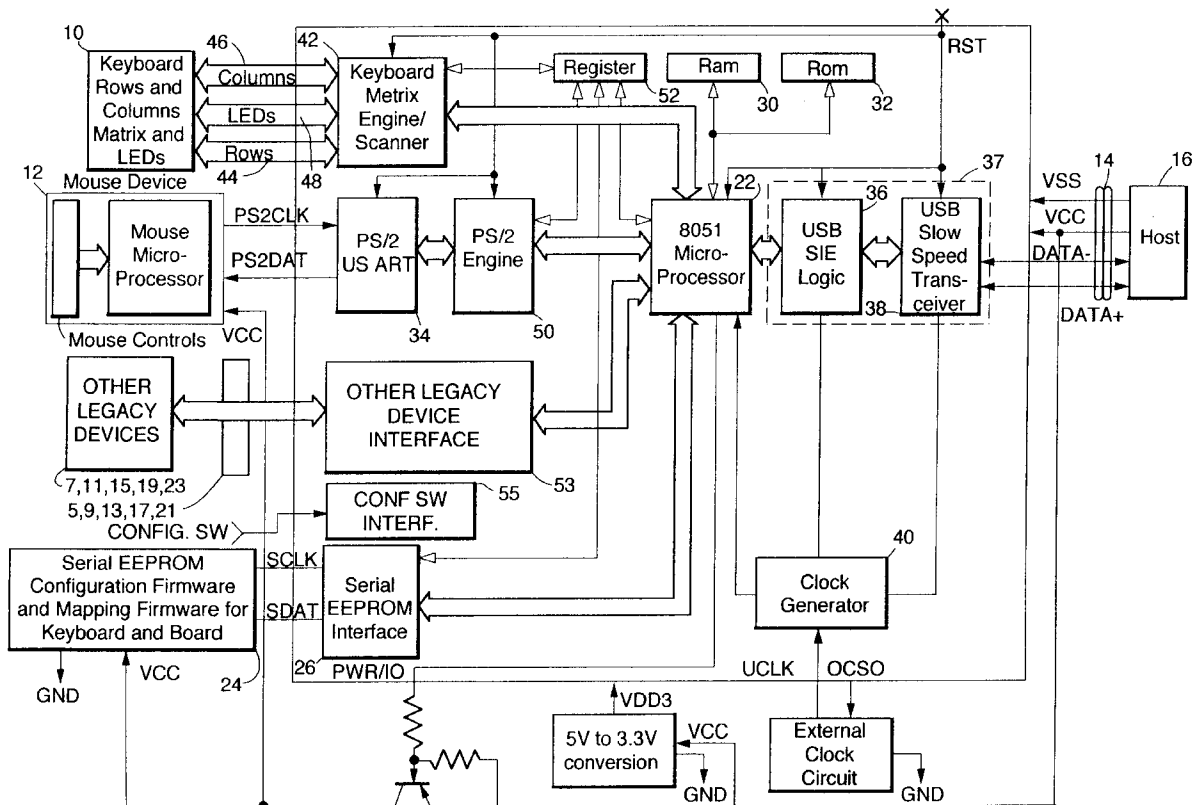 10
46
42
RST
Keyboard
Rows and
Columns
Matrix and
LEDs
Columns
LEDs
Rows
44
48
Keyboard
Metrix
Engine/
Scanner
Register
52
Ram
30
Rom
32
12
Mouse Device
Mouse
Micro-
Processor
Mouse Controls
PS2CLK
PS2DAT
VCC
PS/2
US ART
34
PS/2
Engine
50
22
8051
Micro-
Processor
36
USB
SIE
Logic
37
USB
Slow
Speed
Trans-
ceiver
38
14
16
VSS
VCC
DATA-
DATA+
Host
OTHER
LEGACY
DEVICES
7,11,15,19,23
5,9,13,17,21
OTHER LEGACY
DEVICE
INTERFACE
53
CONFIG. SW
CONF SW
INTERF.
55
Serial EEPROM
Configuration Firmware
and Mapping Firmware for
Keyboard and Board
24
SCLK
SDAT
Serial
EEPROM
Interface
26
PWR/IO
GND
VCC
Clock
Generator
40
UCLK
OCSO
VDD3
5V to 3.3V
conversion
VCC
GND
External
Clock
Circuit
GND